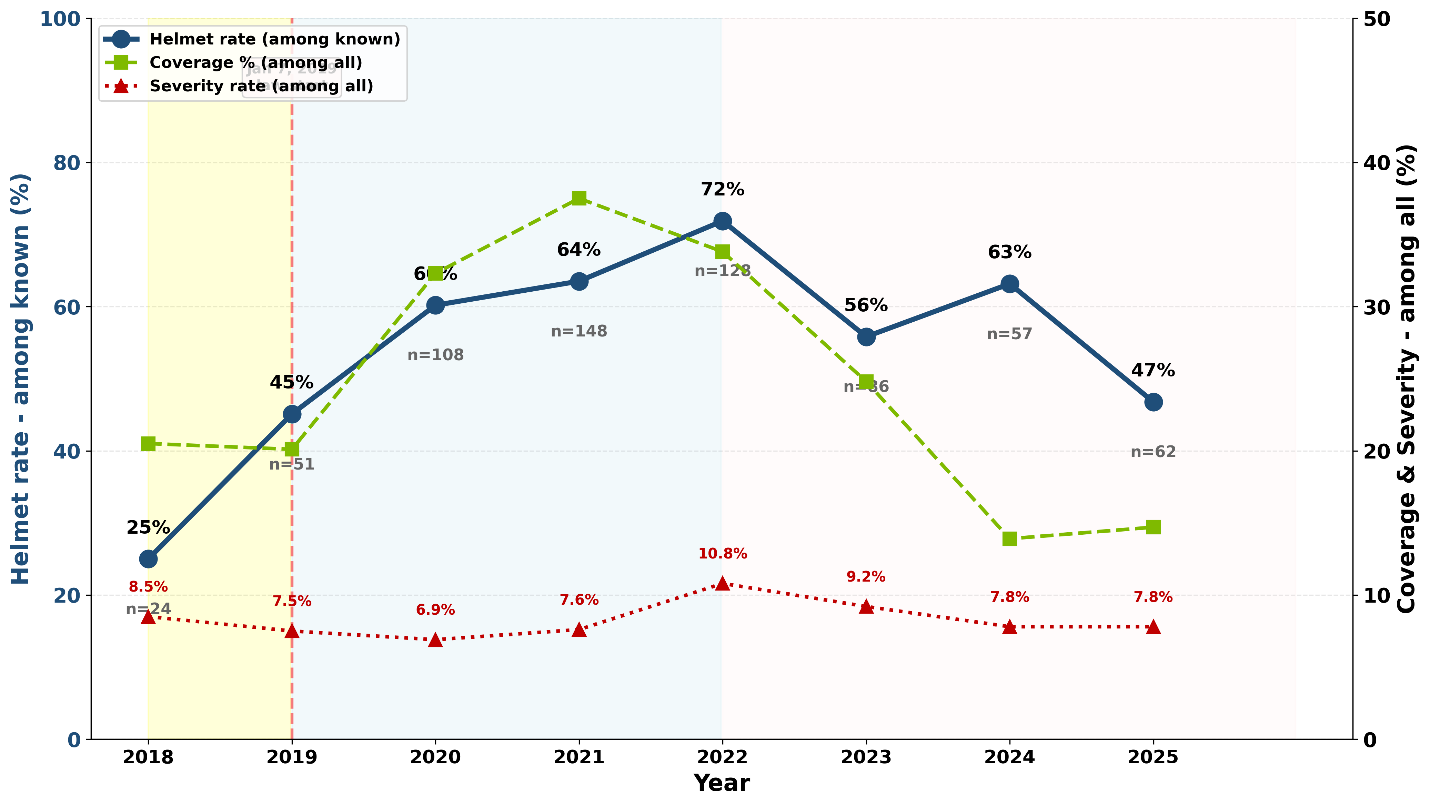 100
50
Helmet rate (among known)
Coverage % (among all)
Severity rate (among all)
80
40
60
30
40
20
20
10
0
0
Helmet rate - among known (%)
Coverage & Severity - among all (%)
25%
45%
64%
72%
56%
63%
47%
n=24
n=51
n=108
n=148
n=128
n=86
n=57
n=62
8.5%
7.5%
6.9%
7.6%
10.8%
9.2%
7.8%
7.8%
2018
2019
2020
2021
2022
2023
2024
2025
Year